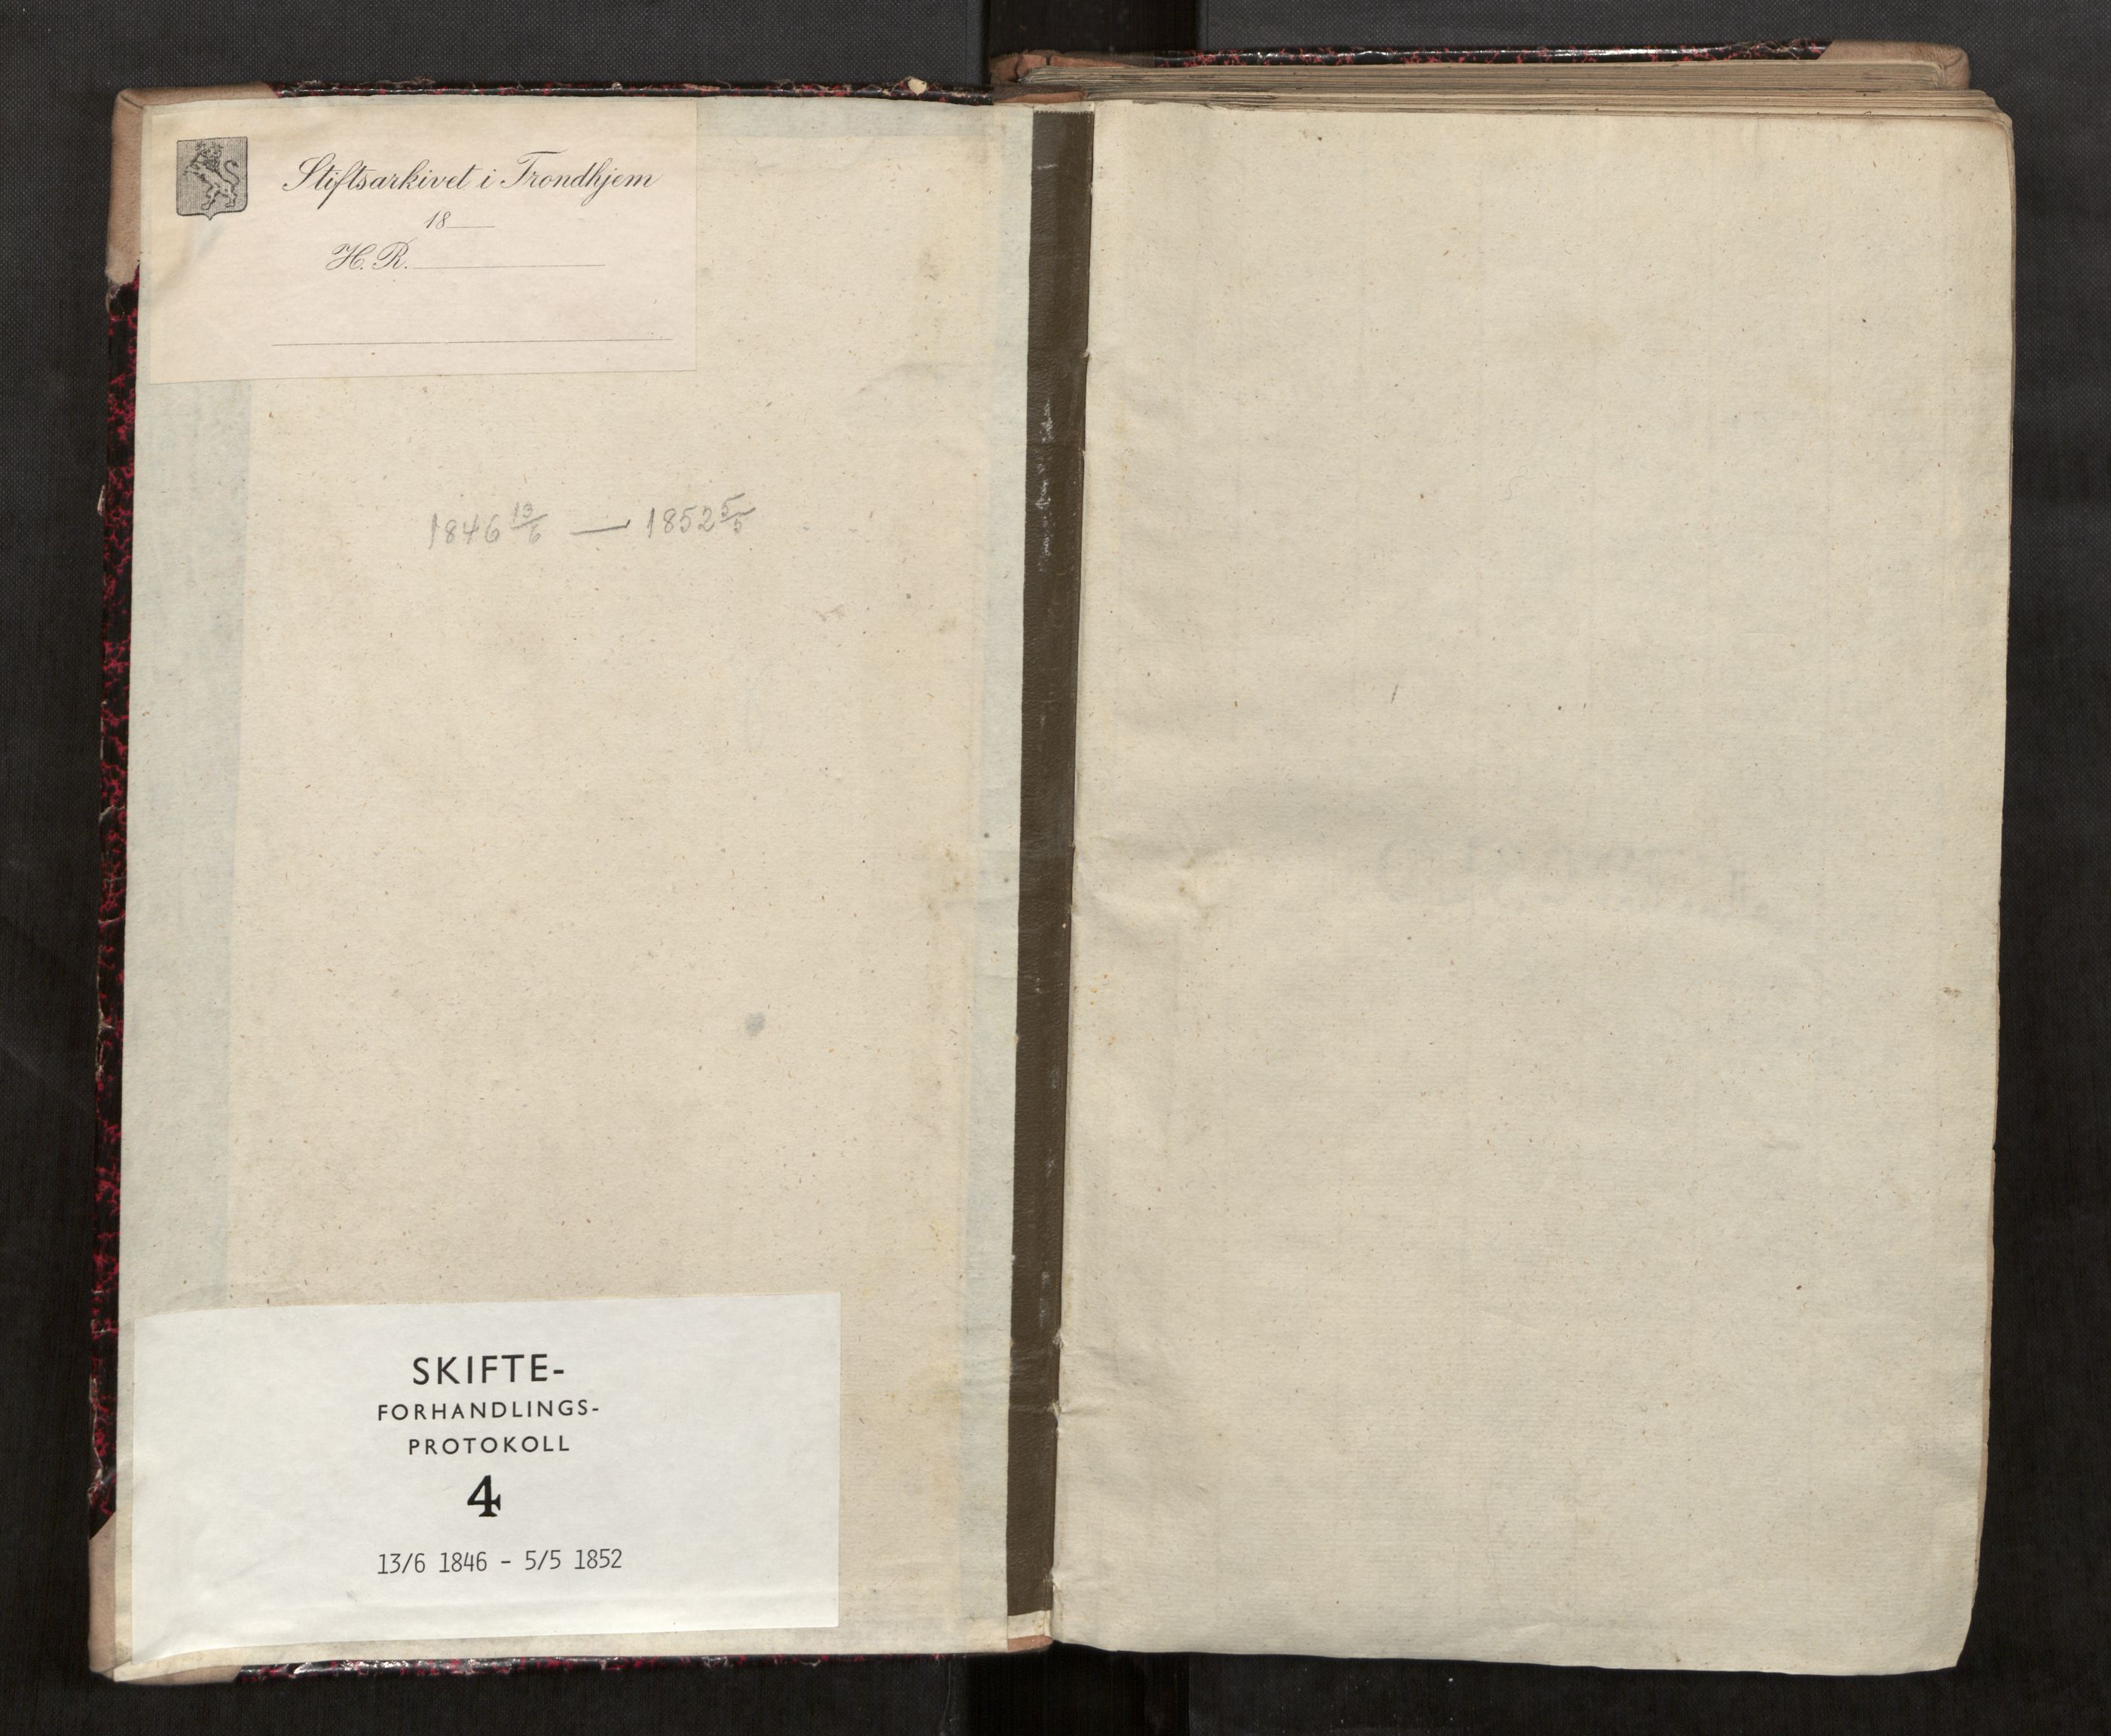 Stiftsarkivet i Trondhjem
18
H. R.
1846 13/6 — 1852 5/5
SKIFTE-
FORHANDLINGS-
PROTOKOLL
4
13/6 1846 - 5/5 1852